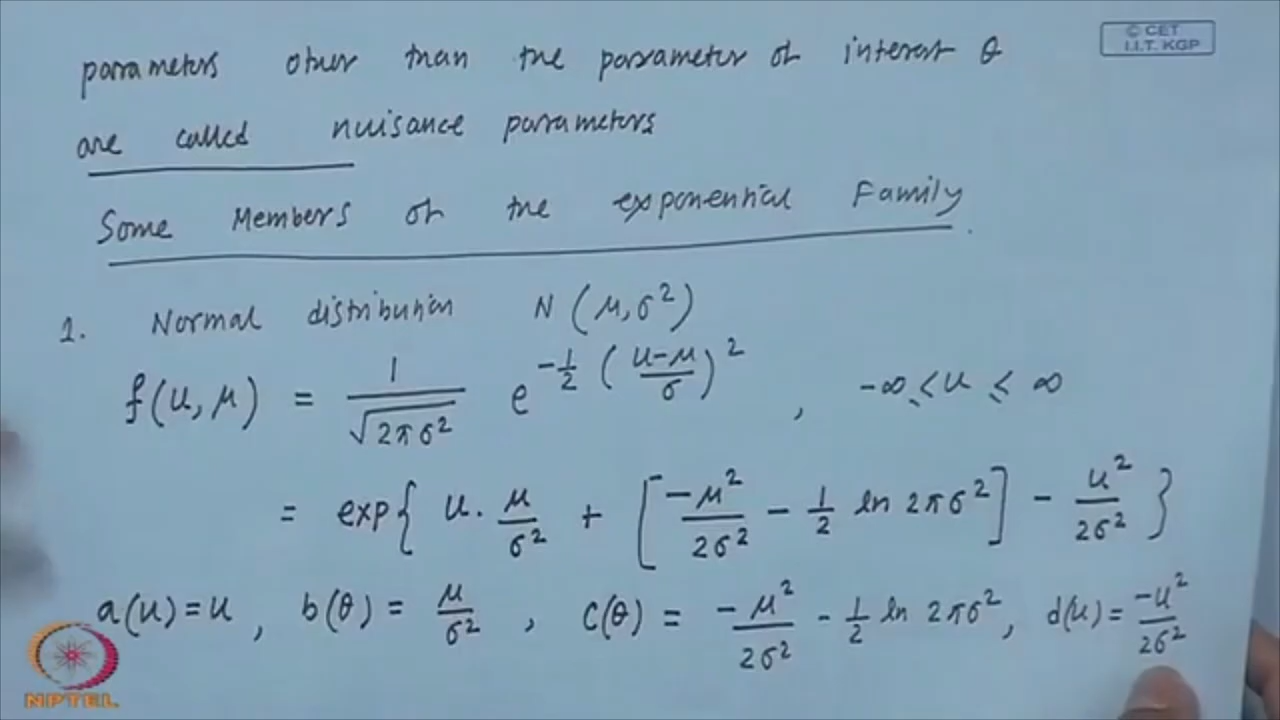 © CET
I.I.T. KGP
parameters other than the parameter of interest θ
are called nuisance parameters
Some Members of the exponential Family.
1. Normal distribution N (μ, σ²)
f(u, μ) = 1/√(2πσ²) e^{-1/2 ((u-μ)/σ)²} , -∞ ≤ u ≤ ∞
= exp{ u · μ/σ² + [ -μ²/2σ² - 1/2 ln 2πσ² ] - u²/2σ² }
a(u) = u , b(θ) = μ/σ² , c(θ) = -μ²/2σ² - 1/2 ln 2πσ² , d(u) = -u²/2σ²
NPTEL